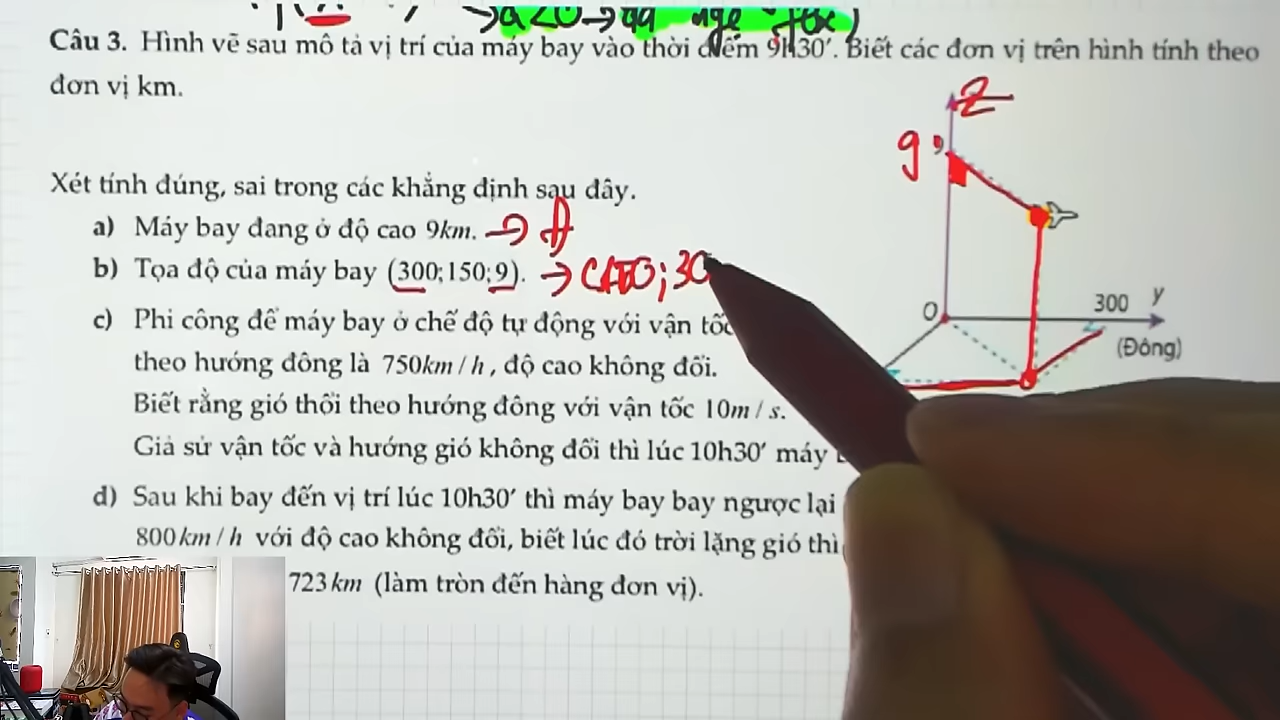 →a<0→
Câu 3. Hình vẽ sau mô tả vị trí của máy bay vào thời điểm 9h30′. Biết các đơn vị trên hình tính theo
đơn vị km.
z
9 9
Xét tính đúng, sai trong các khẳng định sau đây.
a) Máy bay đang ở độ cao 9km. → Đ
b) Tọa độ của máy bay (300;150;9). → (150;30
O 300 y
(Đông)
c) Phi công để máy bay ở chế độ tự động với vận tốc
theo hướng đông là 750km / h, độ cao không đổi.
Biết rằng gió thổi theo hướng đông với vận tốc 10m / s.
Giả sử vận tốc và hướng gió không đổi thì lúc 10h30′ máy
d) Sau khi bay đến vị trí lúc 10h30′ thì máy bay bay ngược lại
800km / h với độ cao không đổi, biết lúc đó trời lặng gió thì
723km (làm tròn đến hàng đơn vị).